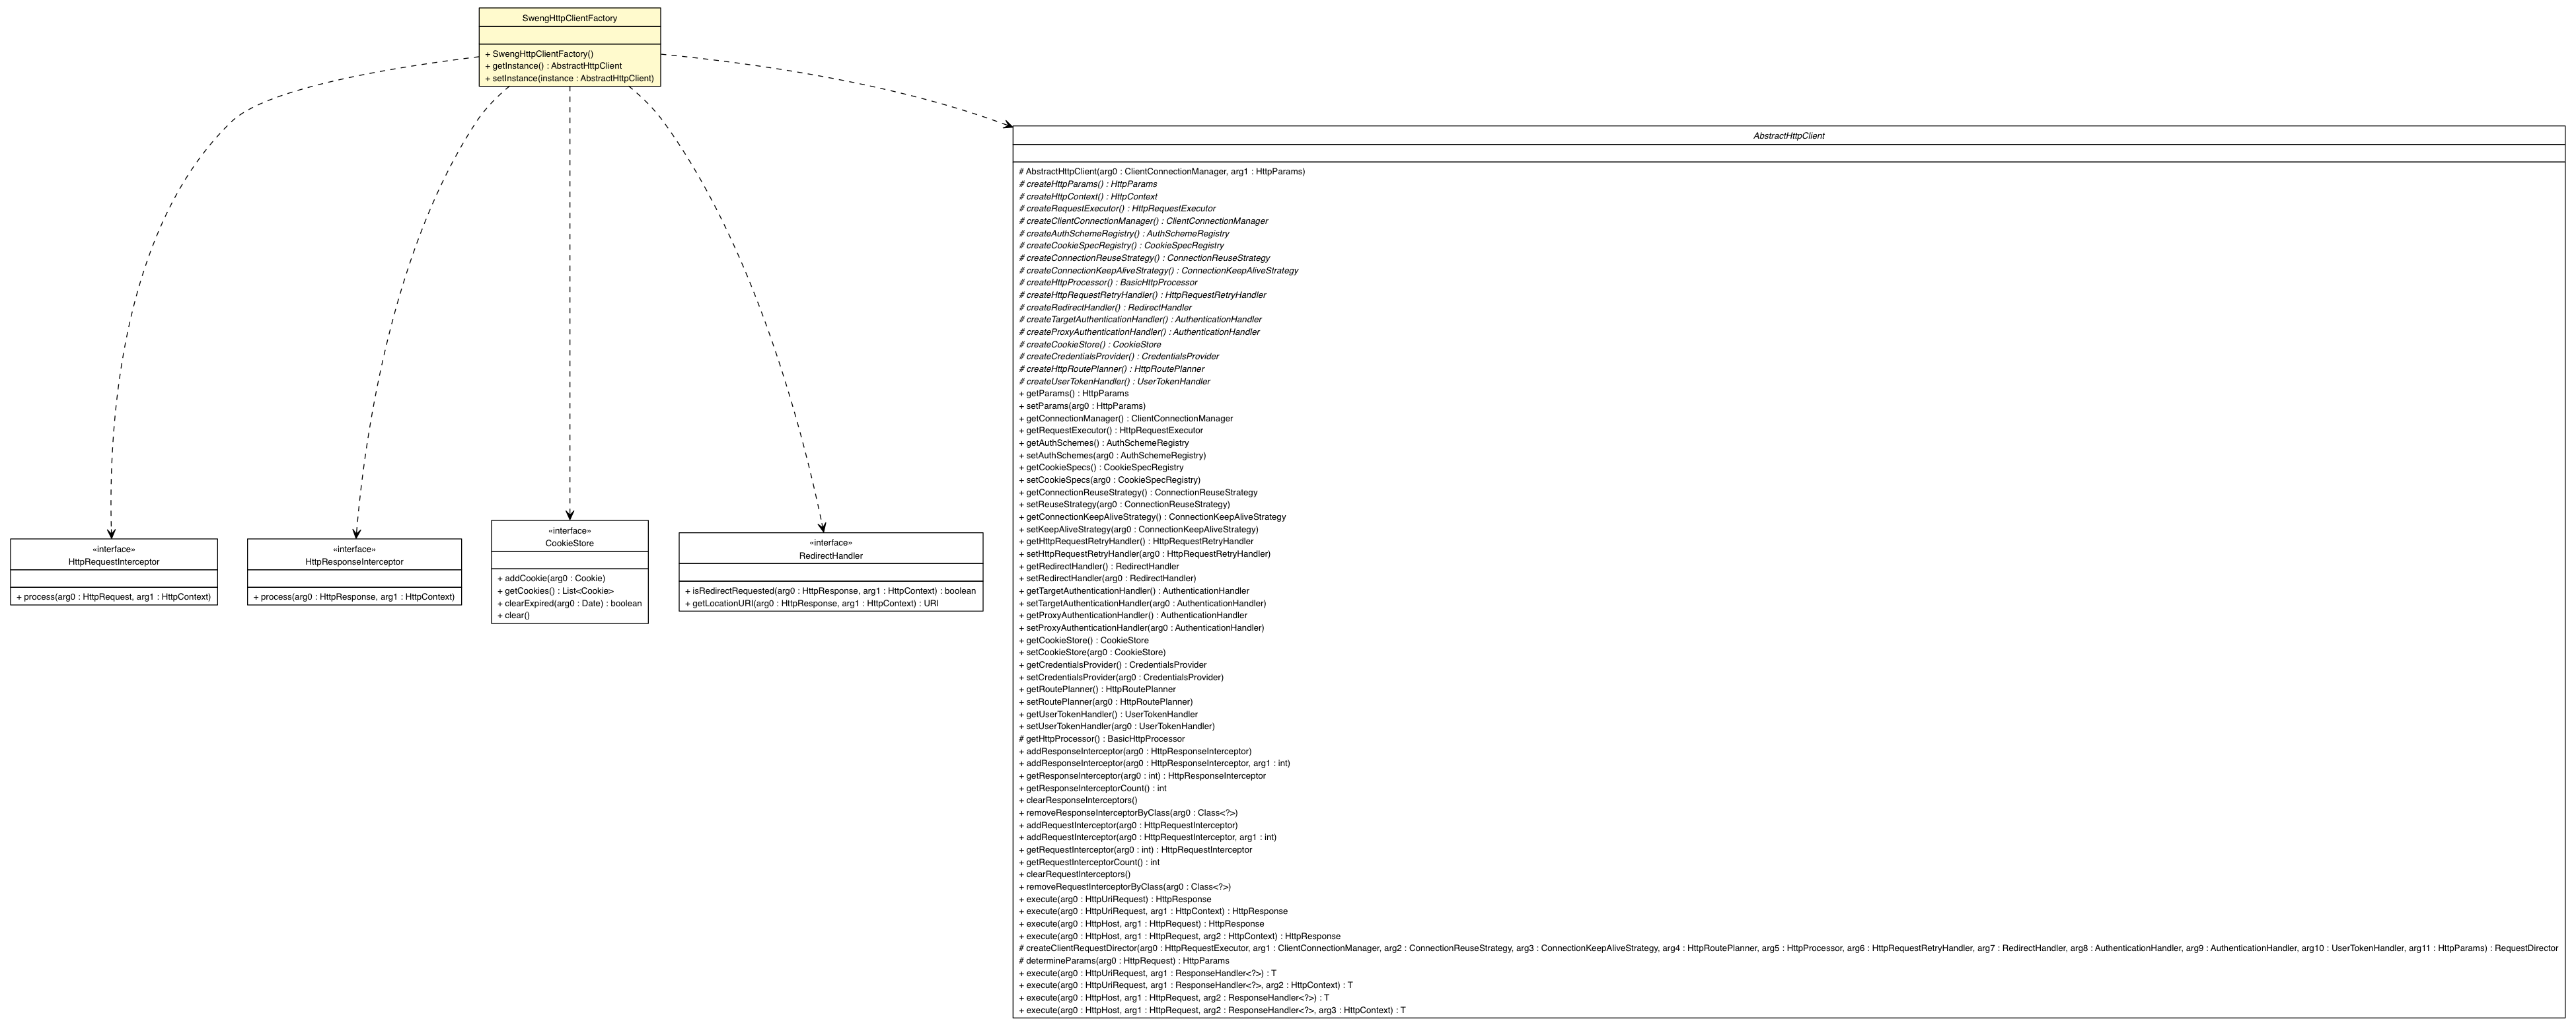 SwengHttpClientFactory
+ SwengHttpClientFactory()
+ getInstance() : AbstractHttpClient
+ setInstance(instance : AbstractHttpClient)
«interface»
HttpRequestInterceptor
+ process(arg0 : HttpRequest, arg1 : HttpContext)
«interface»
HttpResponseInterceptor
+ process(arg0 : HttpResponse, arg1 : HttpContext)
«interface»
CookieStore
+ addCookie(arg0 : Cookie)
+ getCookies() : List<Cookie>
+ clearExpired(arg0 : Date) : boolean
+ clear()
«interface»
RedirectHandler
+ isRedirectRequested(arg0 : HttpResponse, arg1 : HttpContext) : boolean
+ getLocationURI(arg0 : HttpResponse, arg1 : HttpContext) : URI
AbstractHttpClient
# AbstractHttpClient(arg0 : ClientConnectionManager, arg1 : HttpParams)
# createHttpParams() : HttpParams
# createHttpContext() : HttpContext
# createRequestExecutor() : HttpRequestExecutor
# createClientConnectionManager() : ClientConnectionManager
# createAuthSchemeRegistry() : AuthSchemeRegistry
# createCookieSpecRegistry() : CookieSpecRegistry
# createConnectionReuseStrategy() : ConnectionReuseStrategy
# createConnectionKeepAliveStrategy() : ConnectionKeepAliveStrategy
# createHttpProcessor() : BasicHttpProcessor
# createHttpRequestRetryHandler() : HttpRequestRetryHandler
# createRedirectHandler() : RedirectHandler
# createTargetAuthenticationHandler() : AuthenticationHandler
# createProxyAuthenticationHandler() : AuthenticationHandler
# createCookieStore() : CookieStore
# createCredentialsProvider() : CredentialsProvider
# createHttpRoutePlanner() : HttpRoutePlanner
# createUserTokenHandler() : UserTokenHandler
+ getParams() : HttpParams
+ setParams(arg0 : HttpParams)
+ getConnectionManager() : ClientConnectionManager
+ getRequestExecutor() : HttpRequestExecutor
+ getAuthSchemes() : AuthSchemeRegistry
+ setAuthSchemes(arg0 : AuthSchemeRegistry)
+ getCookieSpecs() : CookieSpecRegistry
+ setCookieSpecs(arg0 : CookieSpecRegistry)
+ getConnectionReuseStrategy() : ConnectionReuseStrategy
+ setReuseStrategy(arg0 : ConnectionReuseStrategy)
+ getConnectionKeepAliveStrategy() : ConnectionKeepAliveStrategy
+ setKeepAliveStrategy(arg0 : ConnectionKeepAliveStrategy)
+ getHttpRequestRetryHandler() : HttpRequestRetryHandler
+ setHttpRequestRetryHandler(arg0 : HttpRequestRetryHandler)
+ getRedirectHandler() : RedirectHandler
+ setRedirectHandler(arg0 : RedirectHandler)
+ getTargetAuthenticationHandler() : AuthenticationHandler
+ setTargetAuthenticationHandler(arg0 : AuthenticationHandler)
+ getProxyAuthenticationHandler() : AuthenticationHandler
+ setProxyAuthenticationHandler(arg0 : AuthenticationHandler)
+ getCookieStore() : CookieStore
+ setCookieStore(arg0 : CookieStore)
+ getCredentialsProvider() : CredentialsProvider
+ setCredentialsProvider(arg0 : CredentialsProvider)
+ getRoutePlanner() : HttpRoutePlanner
+ setRoutePlanner(arg0 : HttpRoutePlanner)
+ getUserTokenHandler() : UserTokenHandler
+ setUserTokenHandler(arg0 : UserTokenHandler)
# getHttpProcessor() : BasicHttpProcessor
+ addResponseInterceptor(arg0 : HttpResponseInterceptor)
+ addResponseInterceptor(arg0 : HttpResponseInterceptor, arg1 : int)
+ getResponseInterceptor(arg0 : int) : HttpResponseInterceptor
+ getResponseInterceptorCount() : int
+ clearResponseInterceptors()
+ removeResponseInterceptorByClass(arg0 : Class<?>)
+ addRequestInterceptor(arg0 : HttpRequestInterceptor)
+ addRequestInterceptor(arg0 : HttpRequestInterceptor, arg1 : int)
+ getRequestInterceptor(arg0 : int) : HttpRequestInterceptor
+ getRequestInterceptorCount() : int
+ clearRequestInterceptors()
+ removeRequestInterceptorByClass(arg0 : Class<?>)
+ execute(arg0 : HttpUriRequest) : HttpResponse
+ execute(arg0 : HttpUriRequest, arg1 : HttpContext) : HttpResponse
+ execute(arg0 : HttpHost, arg1 : HttpRequest) : HttpResponse
+ execute(arg0 : HttpHost, arg1 : HttpRequest, arg2 : HttpContext) : HttpResponse
# createClientRequestDirector(arg0 : HttpRequestExecutor, arg1 : ClientConnectionManager, arg2 : ConnectionReuseStrategy, arg3 : ConnectionKeepAliveStrategy, arg4 : HttpRoutePlanner, arg5 : HttpProcessor, arg6 : HttpRequestRetryHandler, arg7 : RedirectHandler, arg8 : AuthenticationHandler, arg9 : AuthenticationHandler, arg10 : UserTokenHandler, arg11 : HttpParams) : RequestDirector
# determineParams(arg0 : HttpRequest) : HttpParams
+ execute(arg0 : HttpUriRequest, arg1 : ResponseHandler<?>) : T
+ execute(arg0 : HttpUriRequest, arg1 : ResponseHandler<?>, arg2 : HttpContext) : T
+ execute(arg0 : HttpHost, arg1 : HttpRequest, arg2 : ResponseHandler<?>) : T
+ execute(arg0 : HttpHost, arg1 : HttpRequest, arg2 : ResponseHandler<?>, arg3 : HttpContext) : T